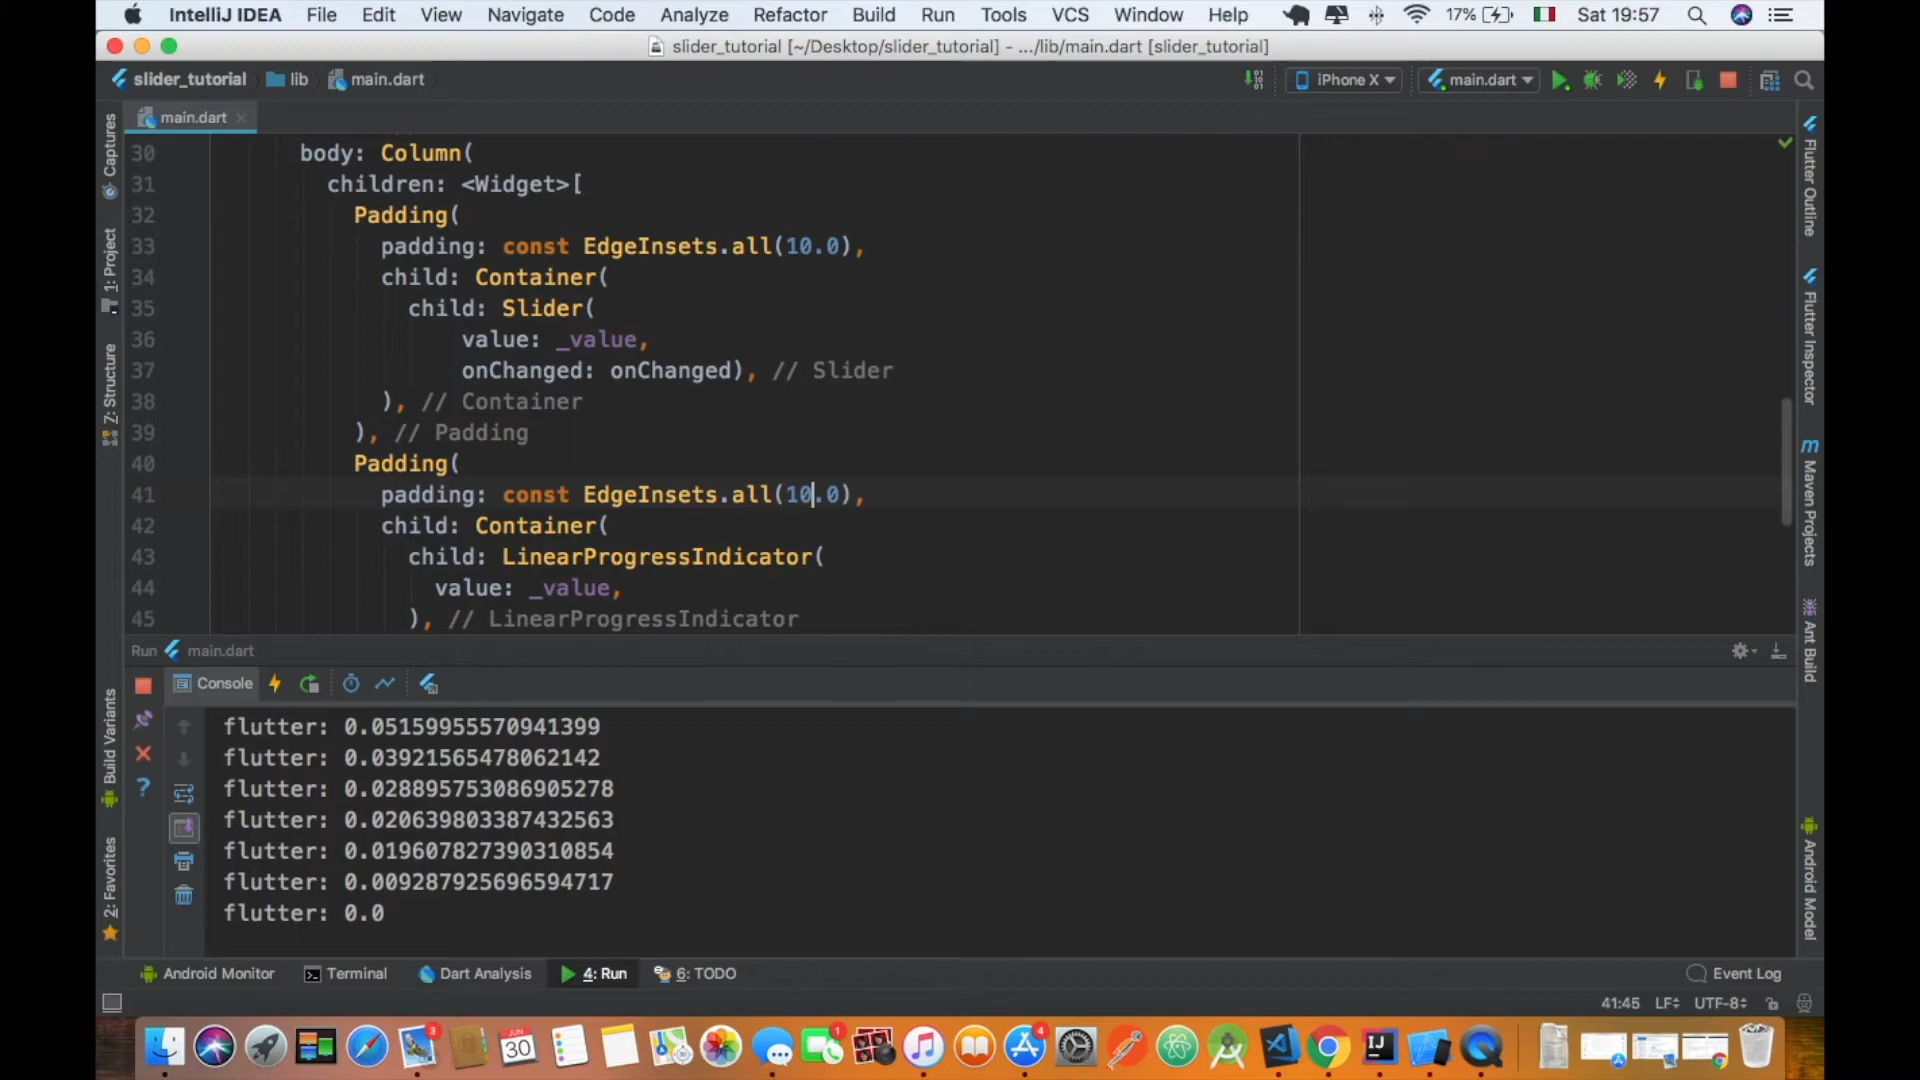 IntelliJ IDEA File Edit View Navigate Code Analyze Refactor Build Run Tools VCS Window Help 17% Sat 19:57
slider_tutorial [~/Desktop/slider_tutorial] - .../lib/main.dart [slider_tutorial]
slider_tutorial lib main.dart iPhone X main.dart
main.dart
30 body: Column(
31 children: <Widget>[
32 Padding(
33 padding: const EdgeInsets.all(10.0),
34 child: Container(
35 child: Slider(
36 value: _value,
37 onChanged: onChanged), // Slider
38 ), // Container
39 ), // Padding
40 Padding(
41 padding: const EdgeInsets.all(10.0),
42 child: Container(
43 child: LinearProgressIndicator(
44 value: _value,
45 ), // LinearProgressIndicator
Captures
1: Project
Z: Structure
Build Variants
2: Favorites
Flutter Outline
Flutter Inspector
Maven Projects
Ant Build
Android Model
Run main.dart
Console
flutter: 0.05159955570941399
flutter: 0.03921565478062142
flutter: 0.028895753086905278
flutter: 0.020639803387432563
flutter: 0.019607827390310854
flutter: 0.009287925696594717
flutter: 0.0
Android Monitor Terminal Dart Analysis 4: Run 6: TODO Event Log
41:45 LF UTF-8
3 JUN 30 1 4 IJ